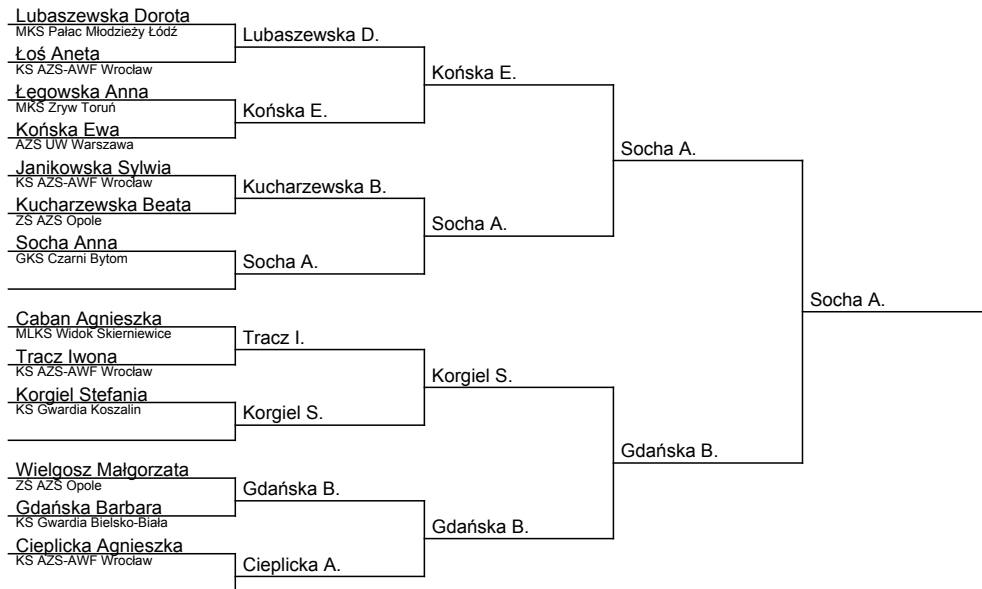 Lubaszewska Dorota
MKS Pałac Młodzieży Łódź
Łoś Aneta
KS AZS-AWF Wrocław
Łęgowska Anna
MKS Zryw Toruń
Końska Ewa
AZS UW Warszawa
Janikowska Sylwia
KS AZS-AWF Wrocław
Kucharzewska Beata
ZS AZS Opole
Socha Anna
GKS Czarni Bytom
Caban Agnieszka
MLKS Widok Skierniewice
Tracz Iwona
KS AZS-AWF Wrocław
Korgiel Stefania
KS Gwardia Koszalin
Wielgosz Małgorzata
ZS AZS Opole
Gdańska Barbara
KS Gwardia Bielsko-Biała
Cieplicka Agnieszka
KS AZS-AWF Wrocław
Lubaszewska D.
Końska E.
Kucharzewska B.
Socha A.
Tracz I.
Korgiel S.
Gdańska B.
Cieplicka A.
Końska E.
Socha A.
Korgiel S.
Gdańska B.
Socha A.
Gdańska B.
Socha A.